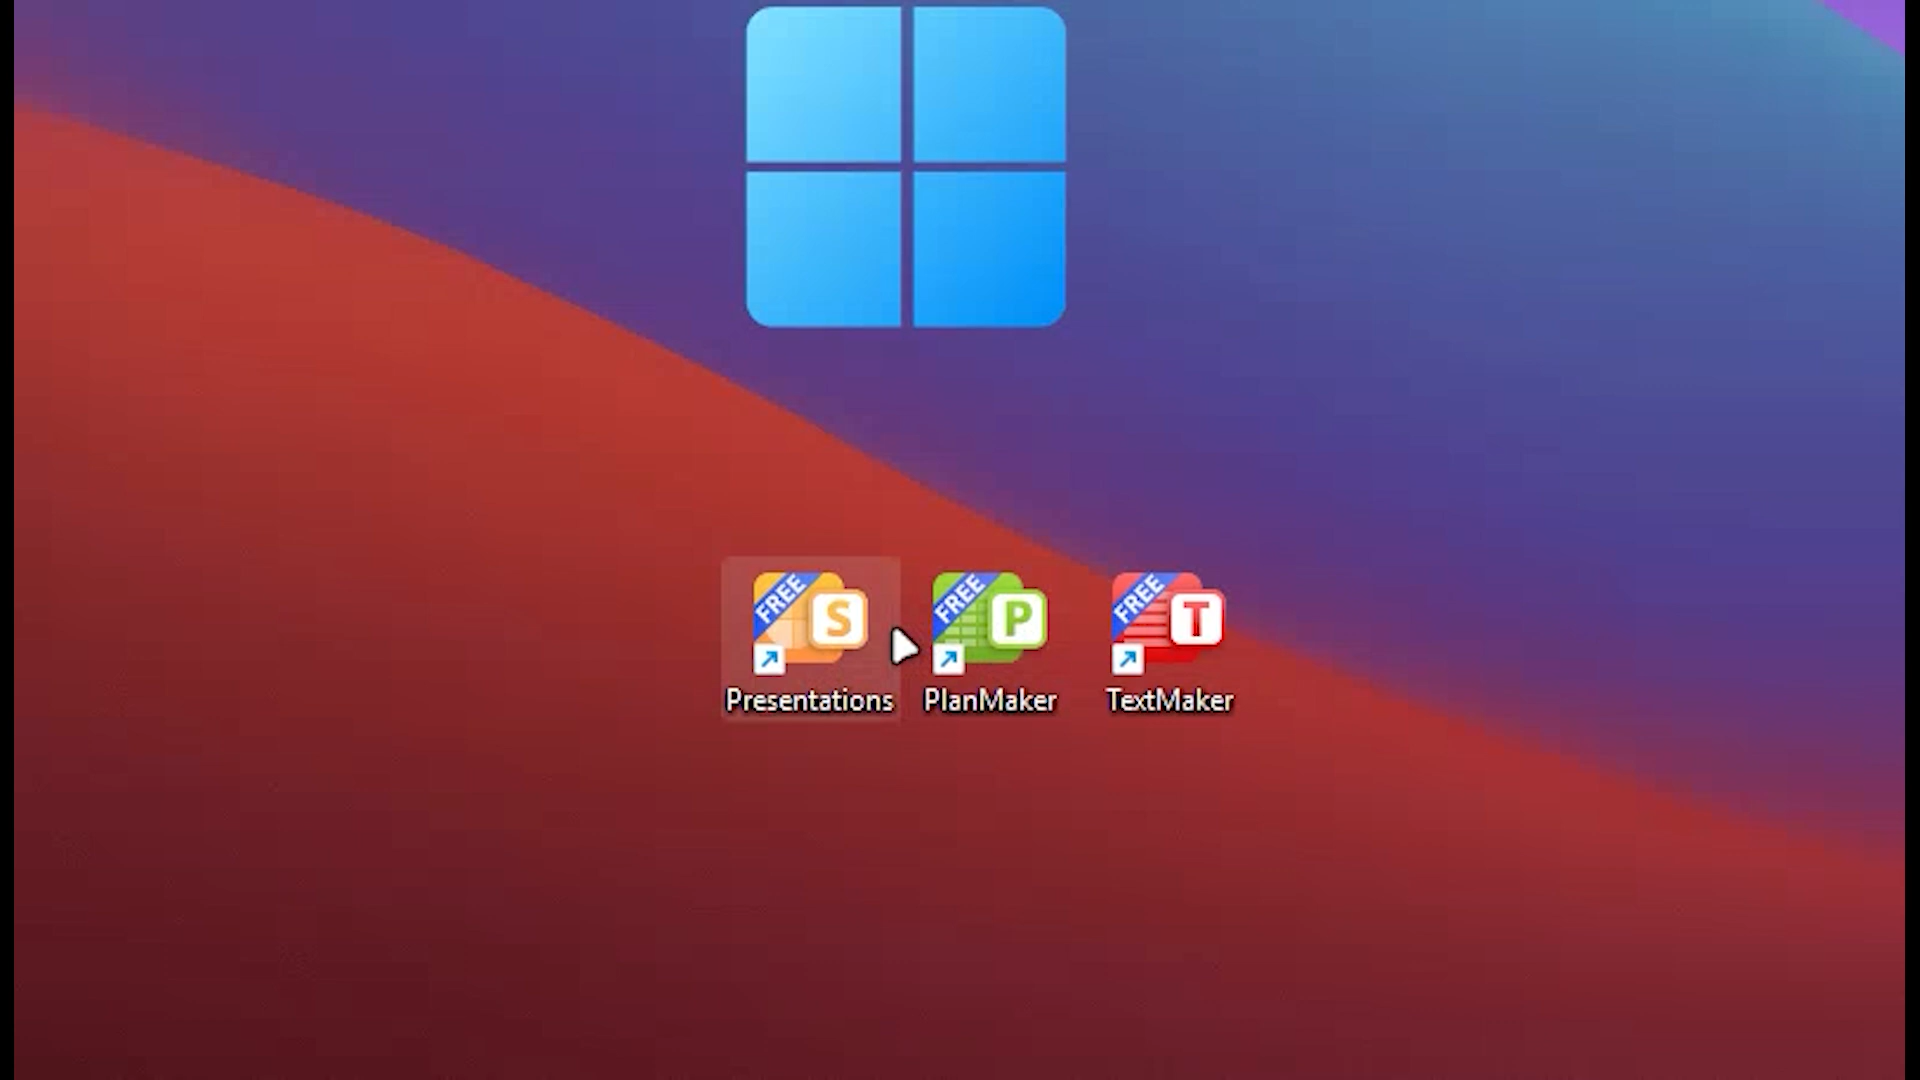 FREE S
FREE P
FREE T
Presentations
PlanMaker
TextMaker